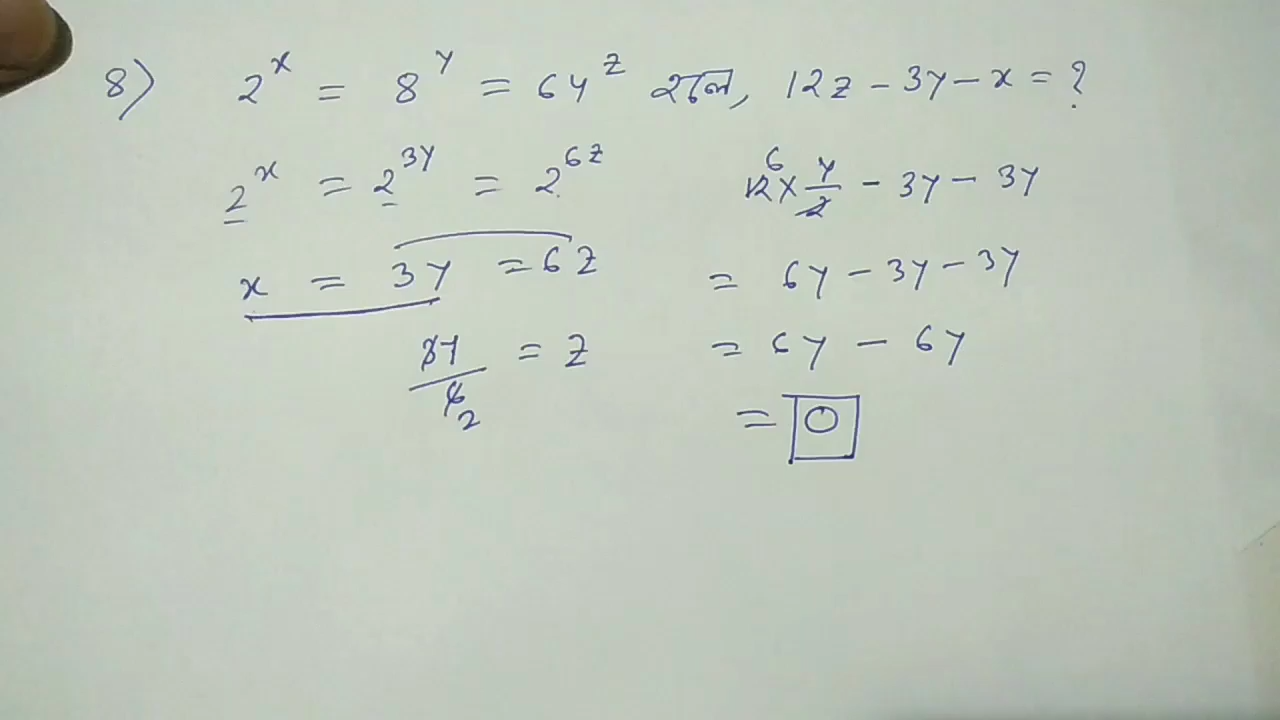 8) 2^x = 8^y = 64^z হলে, 12z - 3y - x = ?
2^x = 2^3y = 2^6z
x = 3y = 6z
3y/6 2 = z
12 6 × y/2 - 3y - 3y
= 6y - 3y - 3y
= 6y - 6y
= 0